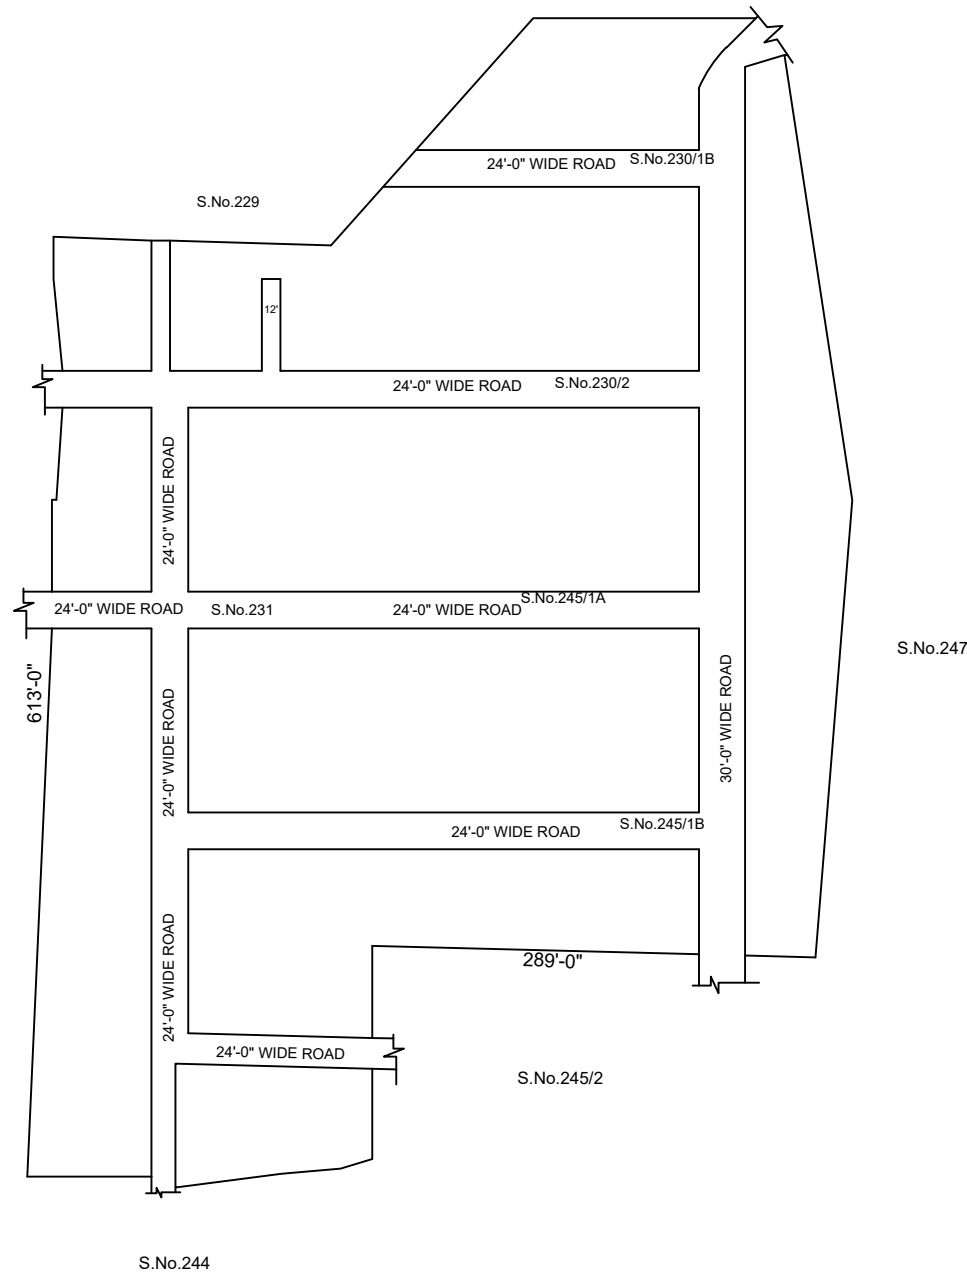 24'-0" WIDE ROAD
S.No.230/1B
S.No.229
12'
24'-0" WIDE ROAD
S.No.230/2
24'-0" WIDE ROAD
24'-0" WIDE ROAD
S.No.231
24'-0" WIDE ROAD
S.No.245/1A
S.No.247
613'-0"
24'-0" WIDE ROAD
30'-0" WIDE ROAD
24'-0" WIDE ROAD
S.No.245/1B
24'-0" WIDE ROAD
289'-0"
24'-0" WIDE ROAD
S.No.245/2
S.No.244